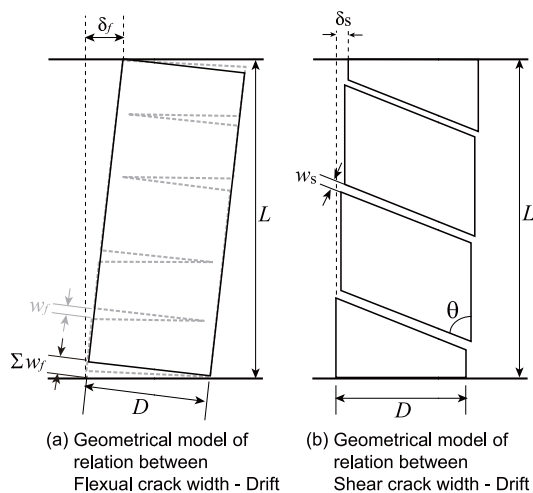 δf
δs
L
L
ws
wf
θ
Σwf
D
D
(a) Geometrical model of
relation between
Flexual crack width - Drift
(b) Geometrical model of
relation between
Shear crack width - Drift